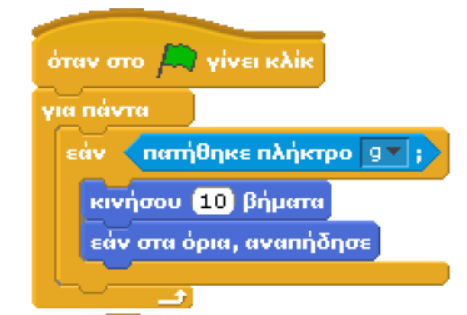 όταν στο γίνει κλίκ
για πάντα
εάν πατήθηκε πλήκτρο g ;
κινήσου 10 βήματα
εάν στα όρια, αναπήδησε